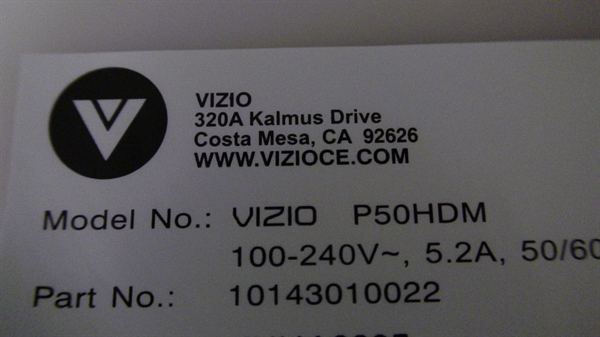 VIZIO
320A Kalmus Drive
Costa Mesa, CA 92626
WWW.VIZIOCE.COM
Model No.: VIZIO P50HDM
100-240V~, 5.2A, 50/60
Part No.: 10143010022